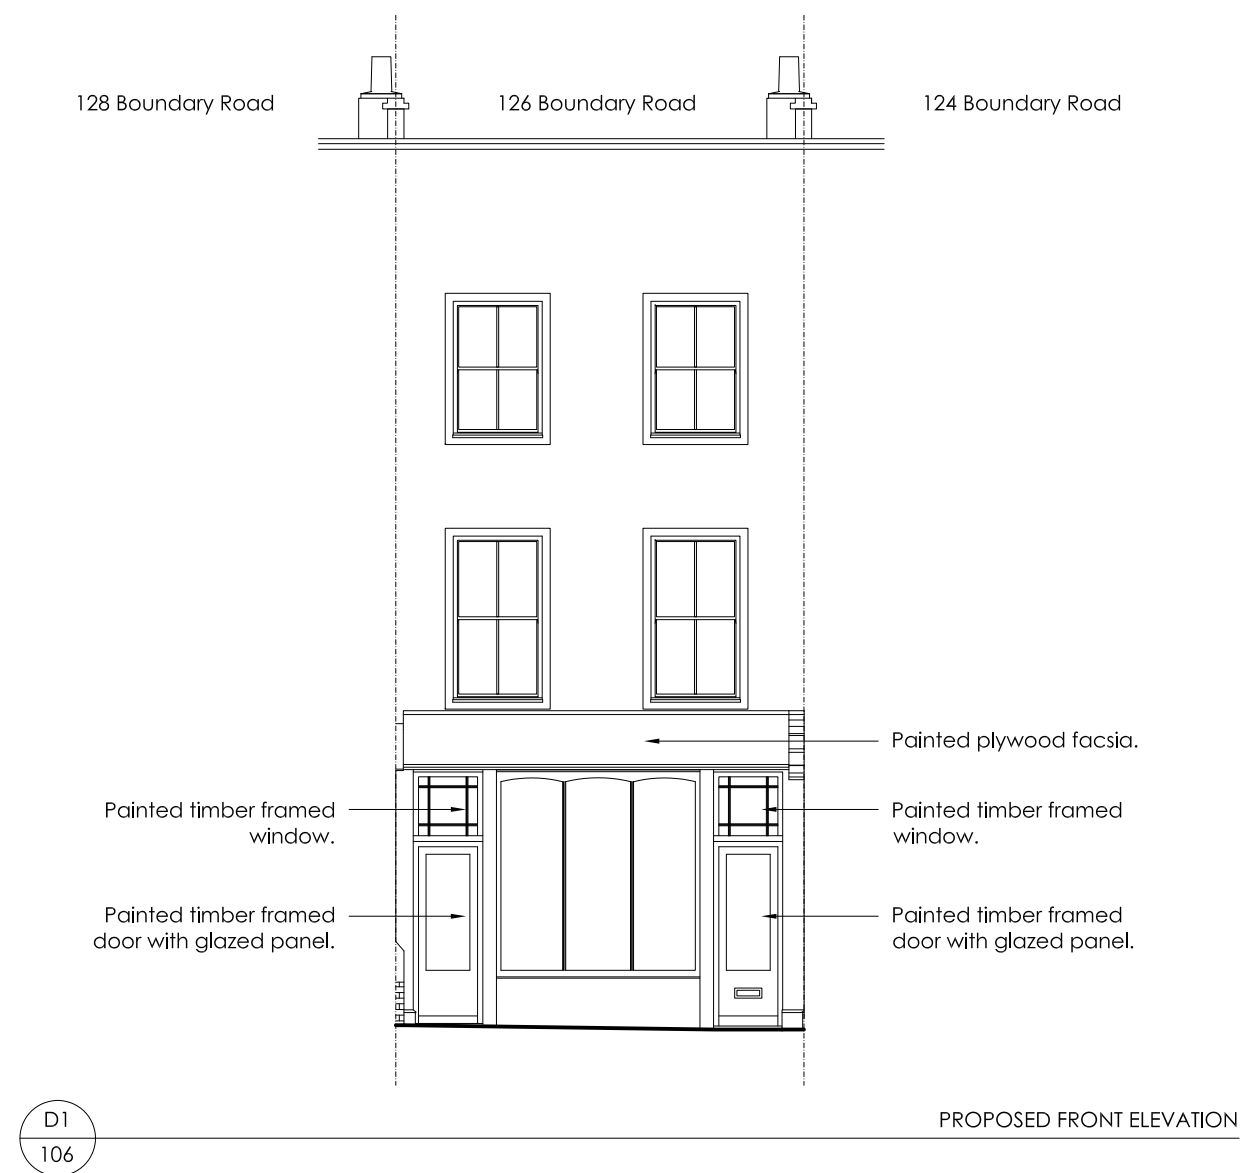 128 Boundary Road
126 Boundary Road
124 Boundary Road
Painted plywood facsia.
Painted timber framed
window.
Painted timber framed
window.
Painted timber framed
door with glazed panel.
Painted timber framed
door with glazed panel.
D1
106
PROPOSED FRONT ELEVATION